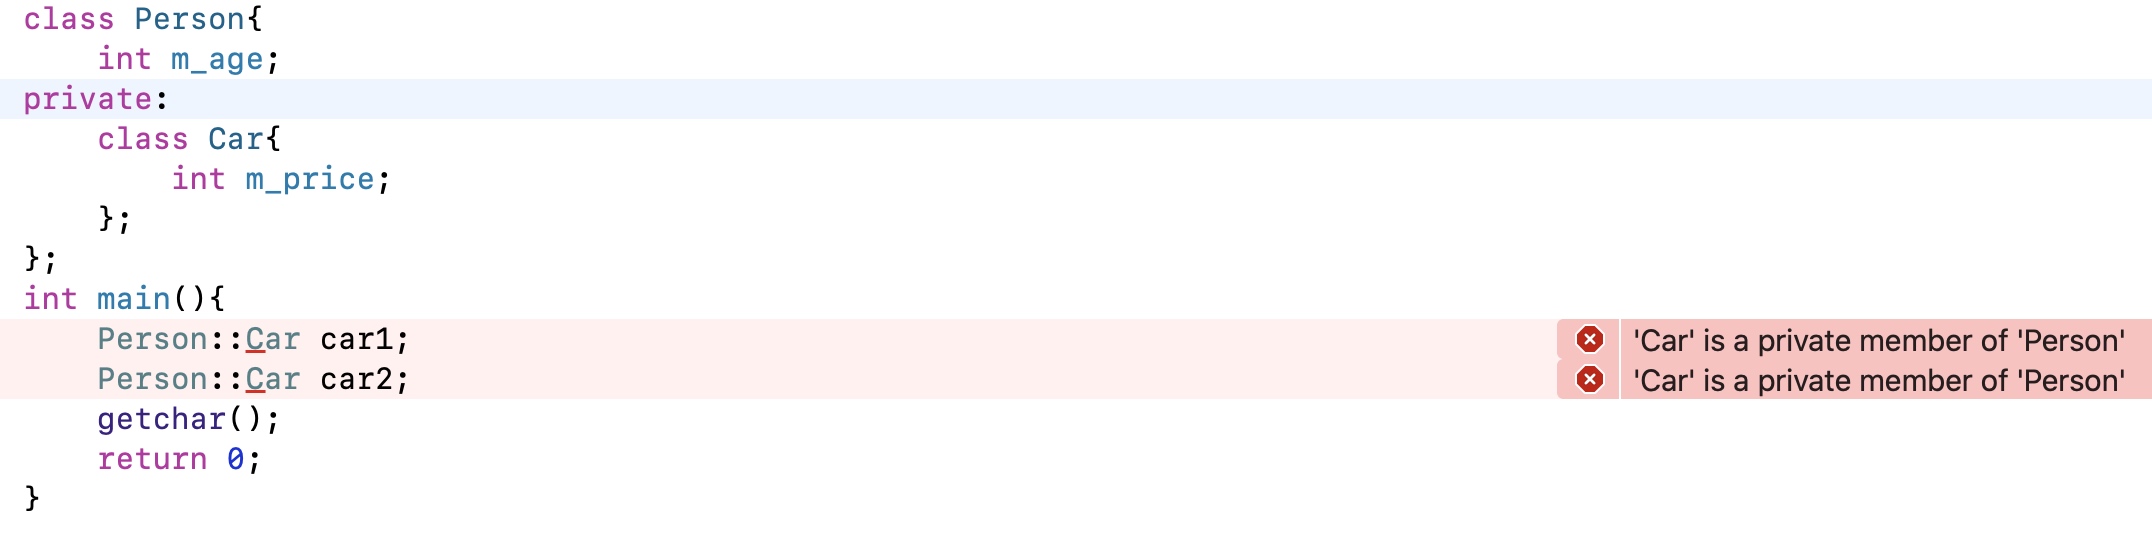 class Person{
    int m_age;
private:
    class Car{
        int m_price;
    };
};
int main(){
    Person::Car car1; 'Car' is a private member of 'Person'
    Person::Car car2; 'Car' is a private member of 'Person'
    getchar();
    return 0;
}